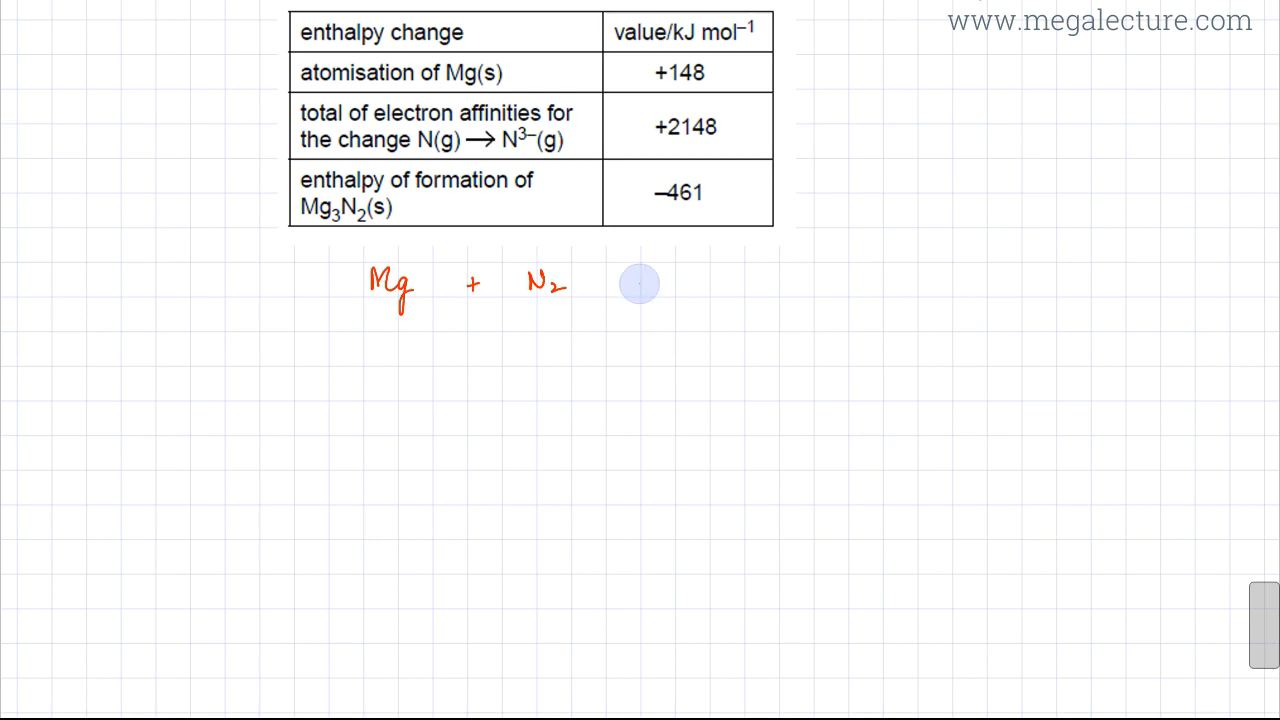 www.megalecture.com
enthalpy change value/kJ mol⁻¹
atomisation of Mg(s) +148
total of electron affinities for
the change N(g) → N³⁻(g) +2148
enthalpy of formation of
Mg₃N₂(s) –461
Mg + N₂